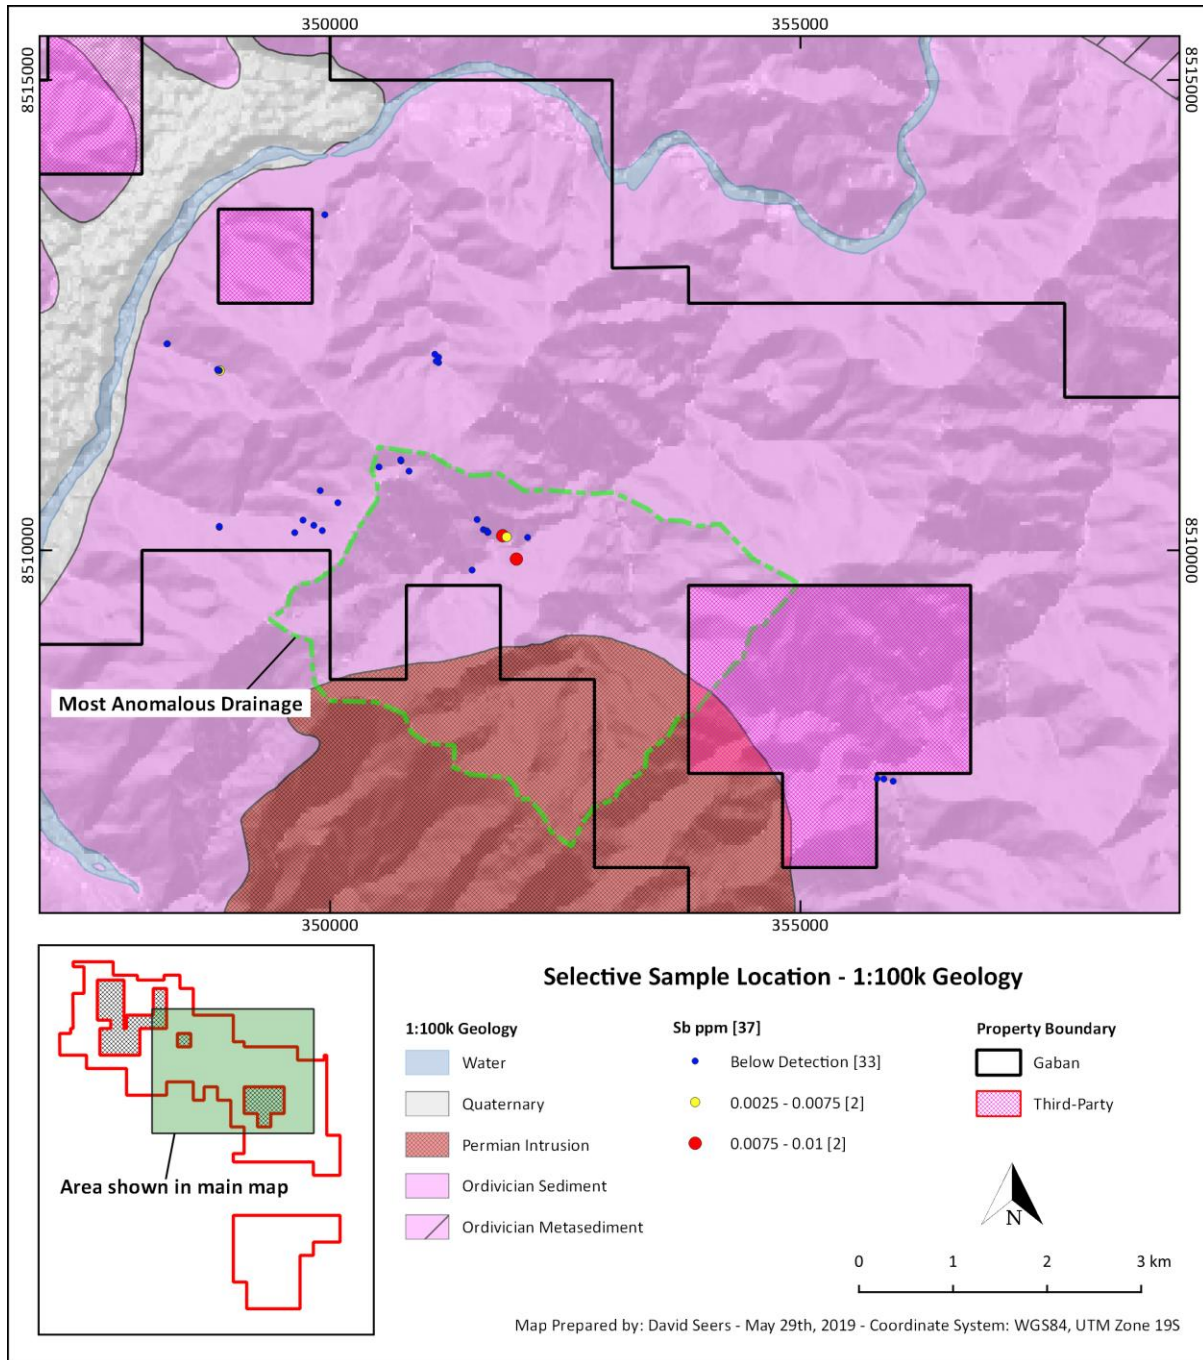 350000
355000
8515000
8515000
8510000
8510000
Most Anomalous Drainage
350000
355000
Area shown in main map
Selective Sample Location - 1:100k Geology
1:100k Geology
Water
Quaternary
Permian Intrusion
Ordivician Sediment
Ordivician Metasediment
Sb ppm [37]
Below Detection [33]
0.0025 - 0.0075 [2]
0.0075 - 0.01 [2]
Property Boundary
Gaban
Third-Party
N
0 1 2 3 km
Map Prepared by: David Seers - May 29th, 2019 - Coordinate System: WGS84, UTM Zone 19S